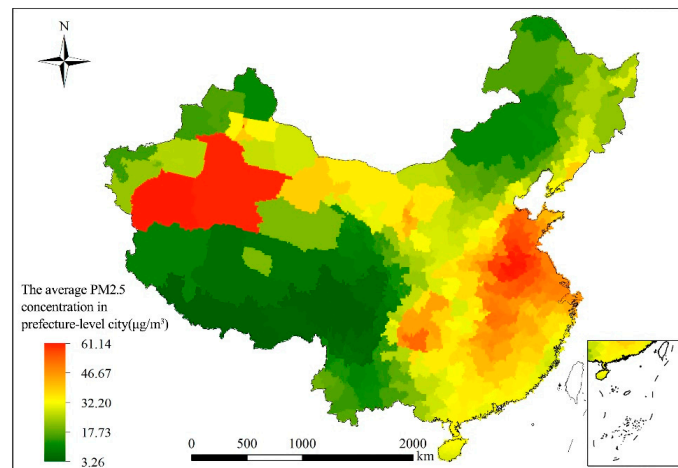 N
The average PM2.5
concentration in
prefecture-level city(μg/m³)
61.14
46.67
32.20
17.73
3.26
0 500 1000 2000
km